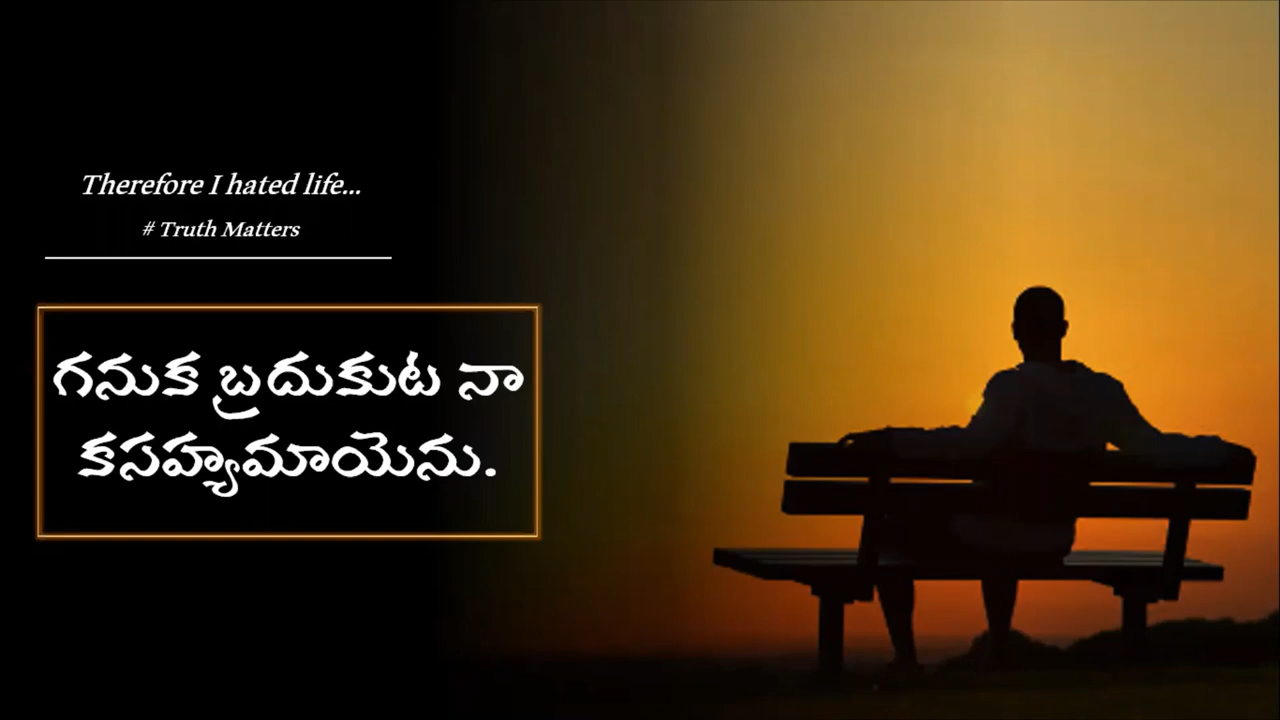 Therefore I hated life...
# Truth Matters
గనుక బ్రదుకుట నా
కసహ్యమాయెను.